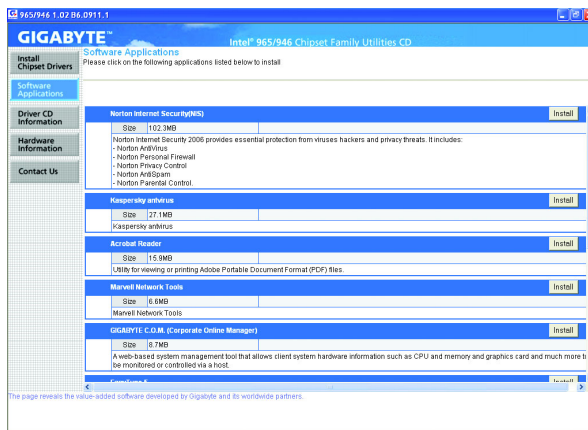 965/946 1.02 B6.0911.1
GIGABYTE™
Intel® 965/946 Chipset Family Utilities CD
Install
Chipset Drivers
Software
Applications
Driver CD
Information
Hardware
Information
Contact Us
Software Applications
Please click on the following applications listed below to install
Norton Internet Security(NIS) Install
Size 102.3MB
Norton Internet Security 2006 provides essential protection from viruses hackers and privacy threats. It includes:
- Norton AntiVirus
- Norton Personal Firewall
- Norton Privacy Control
- Norton AntiSpam
- Norton Parental Control.
Kaspersky antvirus Install
Size 27.1MB
Kaspersky antvirus
Acrobat Reader Install
Size 15.9MB
Utility for viewing or printing Adobe Portable Document Format (PDF) files.
Marvell Network Tools Install
Size 6.6MB
Marvell Network Tools
GIGABYTE C.O.M. (Corporate Online Manager) Install
Size 8.7MB
A web-based system management tool that allows client system hardware information such as CPU and memory and graphics card and much more to
be monitored or controlled via a host.
Install
The page reveals the value-added software developed by Gigabyte and its worldwide partners.